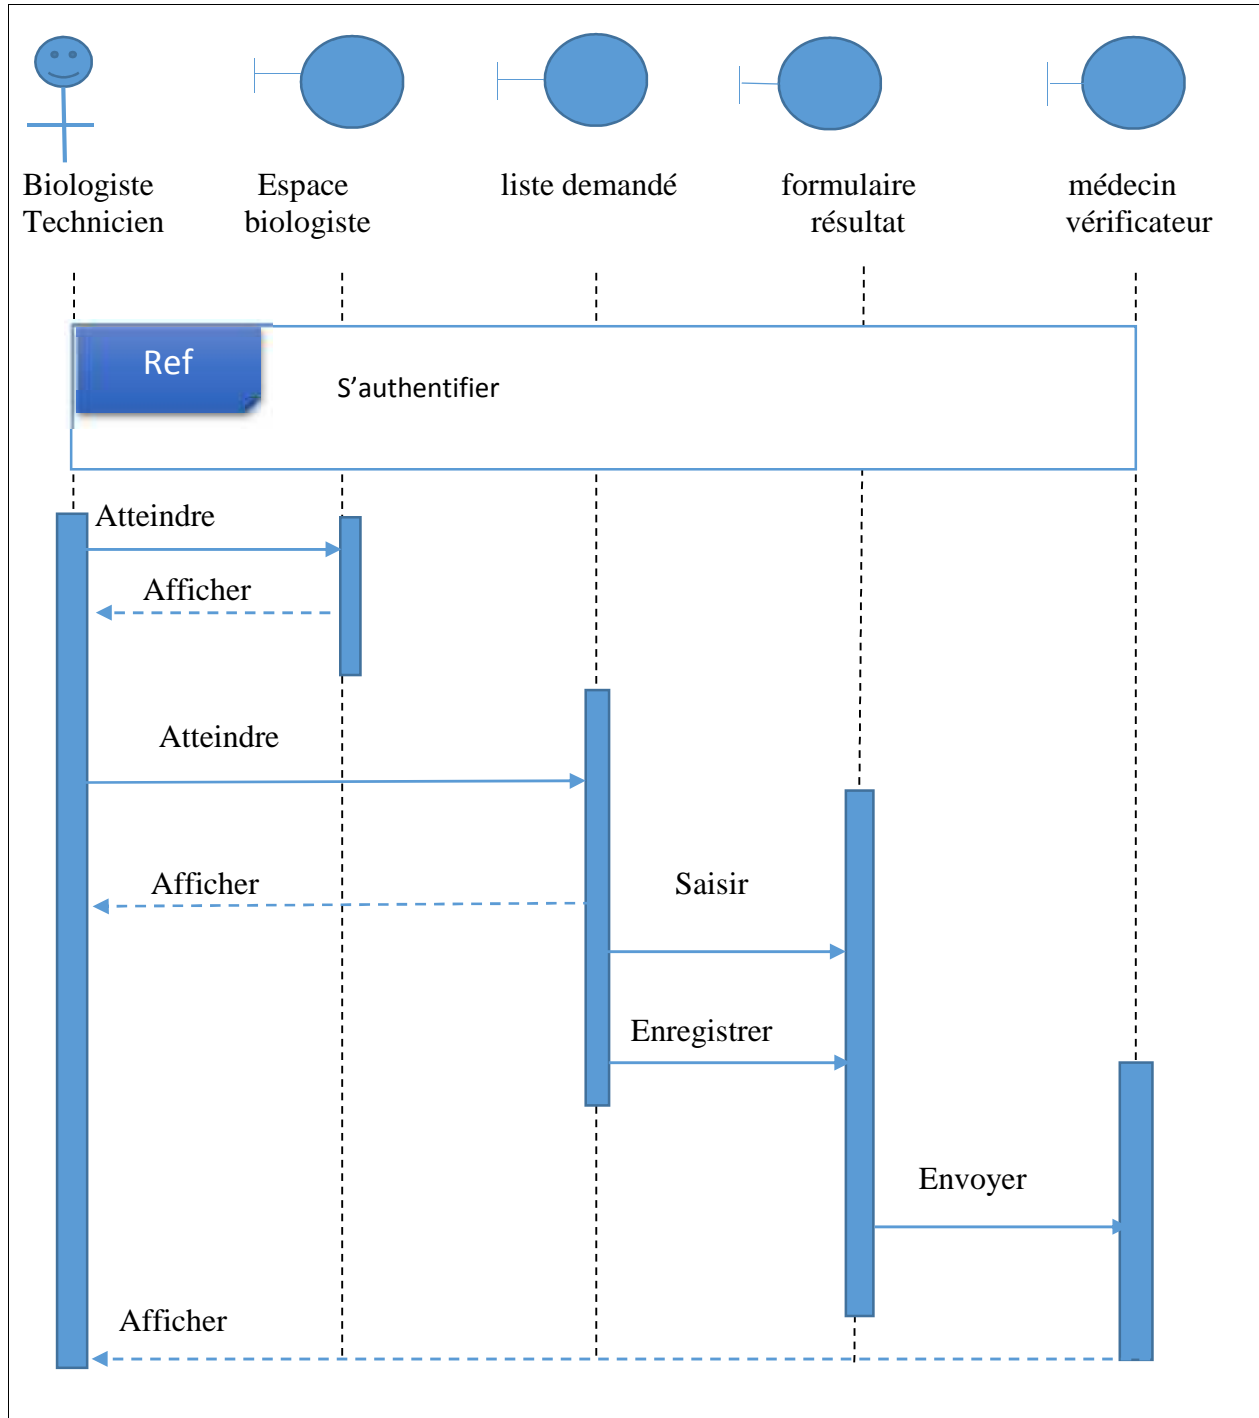 Biologiste
Technicien
Espace
biologiste
liste demandé
formulaire
résultat
médecin
vérificateur
Ref
S’authentifier
Atteindre
Afficher
Atteindre
Afficher
Saisir
Enregistrer
Envoyer
Afficher